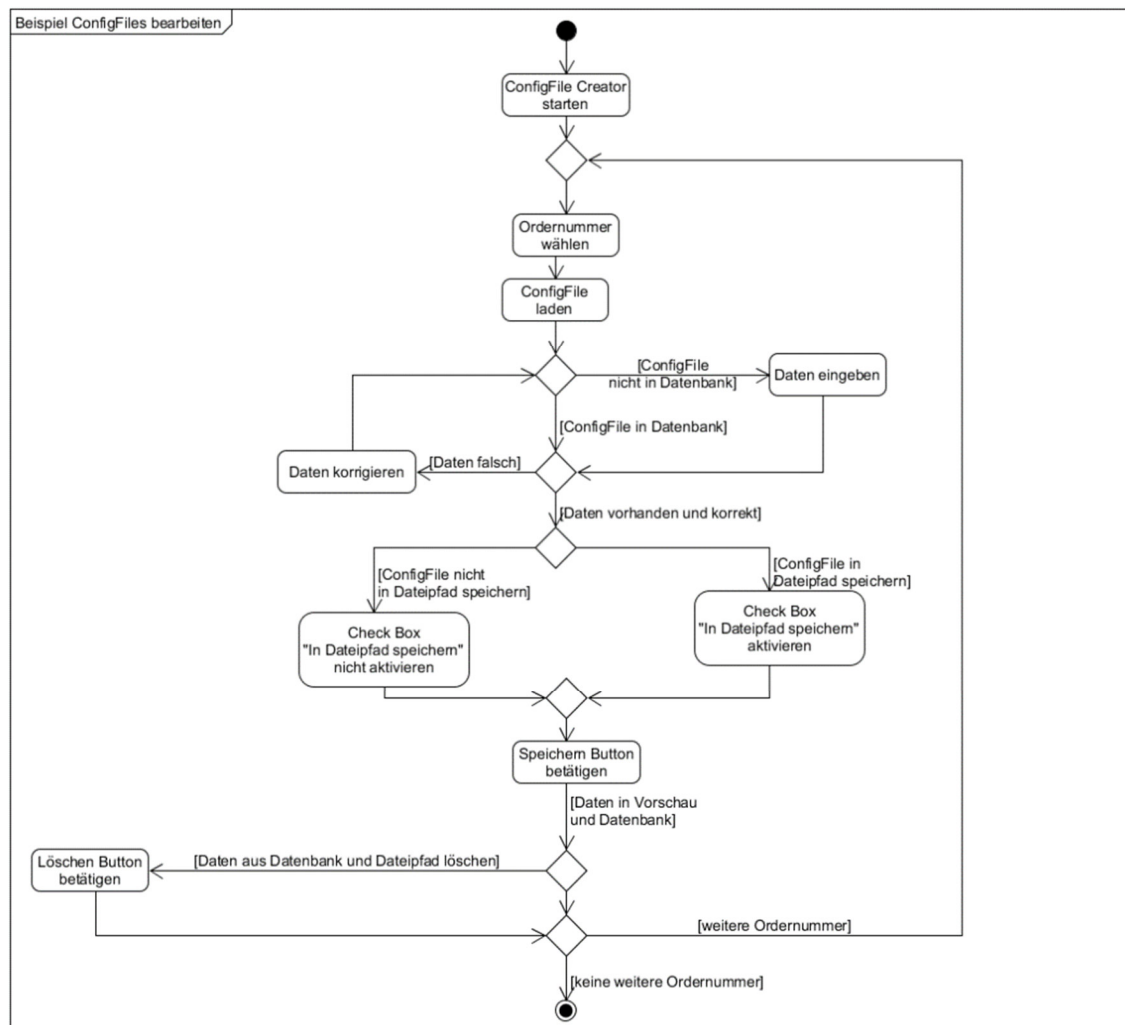 Beispiel ConfigFiles bearbeiten
ConfigFile Creator
starten
Ordernummer
wählen
ConfigFile
laden
[ConfigFile
nicht in Datenbank]
Daten eingeben
[ConfigFile in Datenbank]
Daten korrigieren
[Daten falsch]
[Daten vorhanden und korrekt]
[ConfigFile nicht
in Dateipfad speichern]
[ConfigFile in
Dateipfad speichern]
Check Box
"In Dateipfad speichern"
nicht aktivieren
Check Box
"In Dateipfad speichern"
aktivieren
Speichern Button
betätigen
[Daten in Vorschau
und Datenbank]
Löschen Button
betätigen
[Daten aus Datenbank und Dateipfad löschen]
[weitere Ordernummer]
[keine weitere Ordernummer]